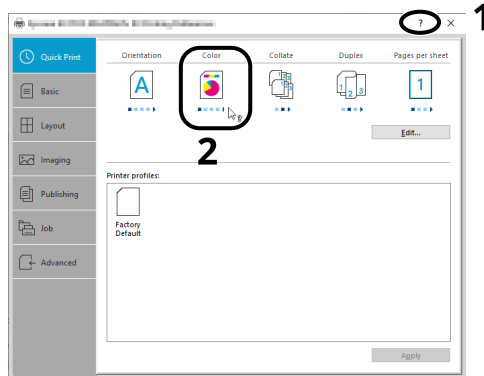 ? 1
Quick Print
Orientation Color Collate Duplex Pages per sheet
A 1 2 3 1
Basic
Layout
Edit...
2
Imaging
Printer profiles:
Publishing
Factory
Default
Job
Advanced
Apply